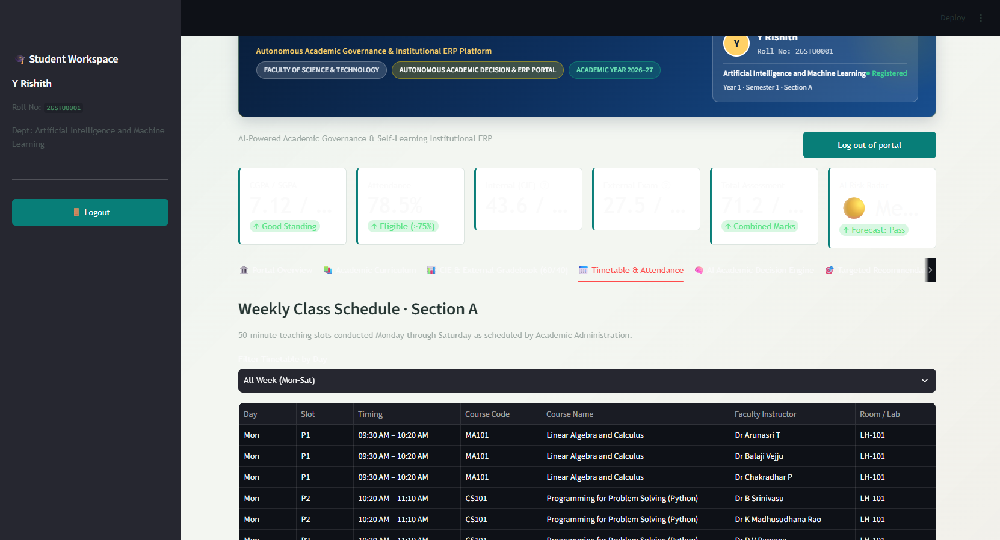 Deploy
🎓 Student Workspace
Y Rishith
Roll No: 26STU0001
Dept: Artificial Intelligence and Machine
Learning
Logout
Autonomous Academic Governance & Institutional ERP Platform
FACULTY OF SCIENCE & TECHNOLOGY
AUTONOMOUS ACADEMIC DECISION & ERP PORTAL
ACADEMIC YEAR 2026–27
Y
Y Rishith
Roll No: 26STU0001
Artificial Intelligence and Machine Learning
● Registered
Year 1 · Semester 1 · Section A
AI-Powered Academic Governance & Self-Learning Institutional ERP
Log out of portal
CGPA / SGPA
7.12 / ...
↑ Good Standing
Attendance
78.5%
↑ Eligible (≥75%)
Internal (CIE)
43.6 / ...
External Exam
27.5 / ...
Total Assessment
71.2 / ...
↑ Combined Marks
AI Risk Radar
Me...
↑ Forecast: Pass
Portal Overview
Academic Curriculum
CIE & External Gradebook (60/40)
Timetable & Attendance
AI Academic Decision Engine
Targeted Recommenda
Weekly Class Schedule · Section A
50-minute teaching slots conducted Monday through Saturday as scheduled by Academic Administration.
Filter Timetable by Day
All Week (Mon-Sat)
Day Slot Timing Course Code Course Name Faculty Instructor Room / Lab
Mon P1 09:30 AM – 10:20 AM MA101 Linear Algebra and Calculus Dr Arunasri T LH-101
Mon P1 09:30 AM – 10:20 AM MA101 Linear Algebra and Calculus Dr Balaji Vejju LH-101
Mon P1 09:30 AM – 10:20 AM MA101 Linear Algebra and Calculus Dr Chakradhar P LH-101
Mon P2 10:20 AM – 11:10 AM CS101 Programming for Problem Solving (Python) Dr B Srinivasu LH-101
Mon P2 10:20 AM – 11:10 AM CS101 Programming for Problem Solving (Python) Dr K Madhusudhana Rao LH-101
Mon P2 10:20 AM – 11:10 AM CS101 Programming for Problem Solving (Python) Dr D V Ramana LH-101